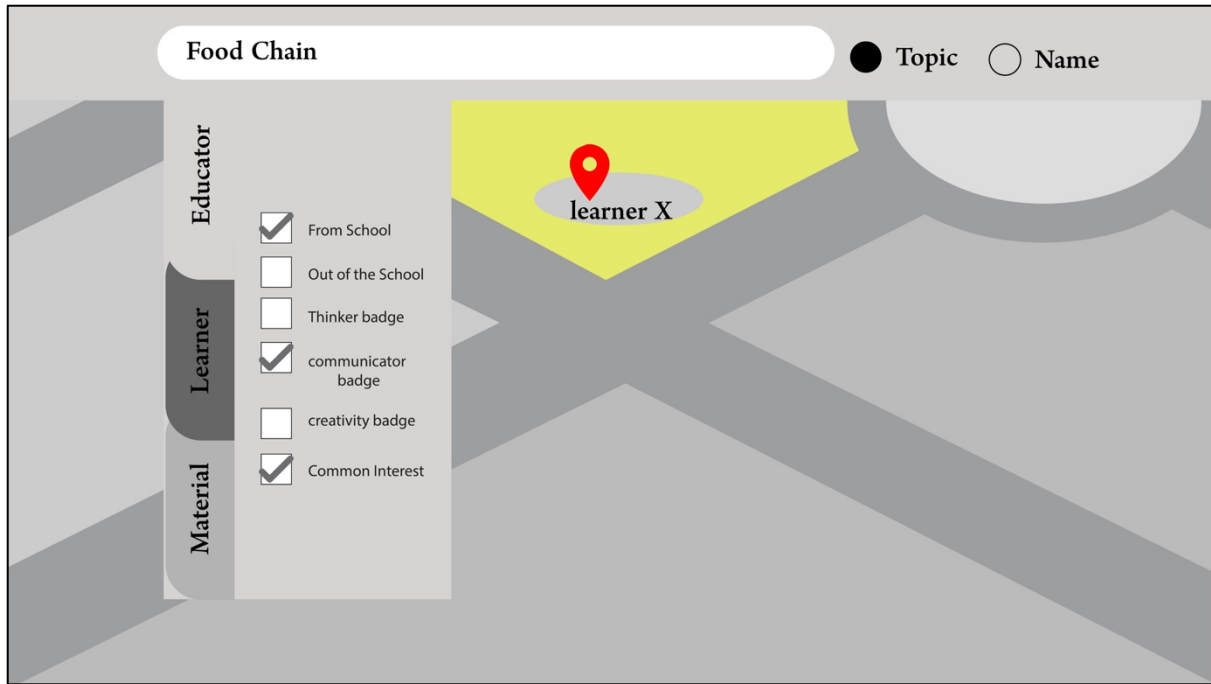 Food Chain
Topic
Name
Educator
Learner
Material
From School
Out of the School
Thinker badge
communicator
badge
creativity badge
Common Interest
learner X